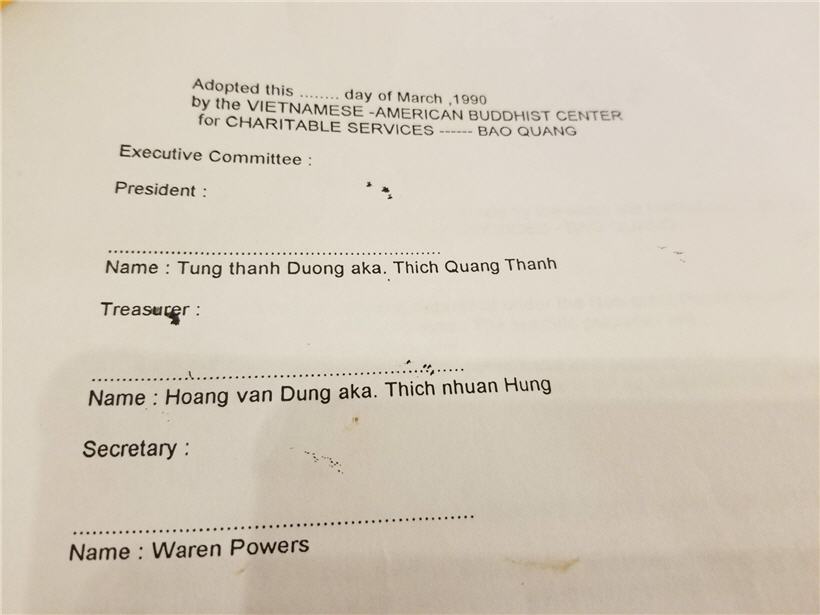 Adopted this ........ day of March ,1990
by the VIETNAMESE -AMERICAN BUDDHIST CENTER
for CHARITABLE SERVICES ------ BAO QUANG
Executive Committee :
President :
Name : Tung thanh Duong aka. Thich Quang Thanh
Treasurer :
Name : Hoang van Dung aka. Thich nhuan Hung
Secretary :
Name : Waren Powers